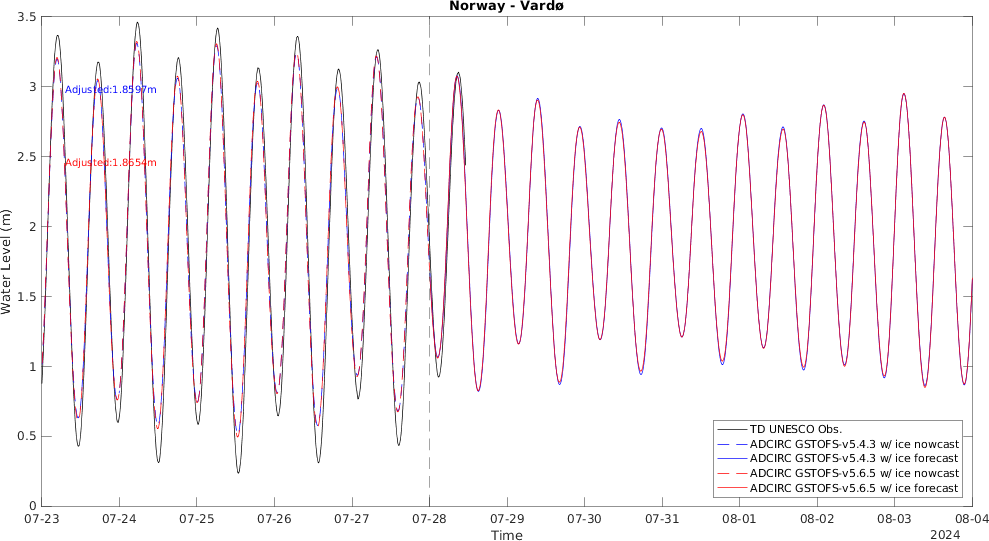 Norway - Vardø
3.5
3
2.5
2
1.5
1
0.5
0
Water Level (m)
Adjusted:1.8597m
Adjusted:1.8654m
TD UNESCO Obs.
ADCIRC GSTOFS-v5.4.3 w/ ice nowcast
ADCIRC GSTOFS-v5.4.3 w/ ice forecast
ADCIRC GSTOFS-v5.6.5 w/ ice nowcast
ADCIRC GSTOFS-v5.6.5 w/ ice forecast
07-23 07-24 07-25 07-26 07-27 07-28 07-29 07-30 07-31 08-01 08-02 08-03 08-04
Time
2024